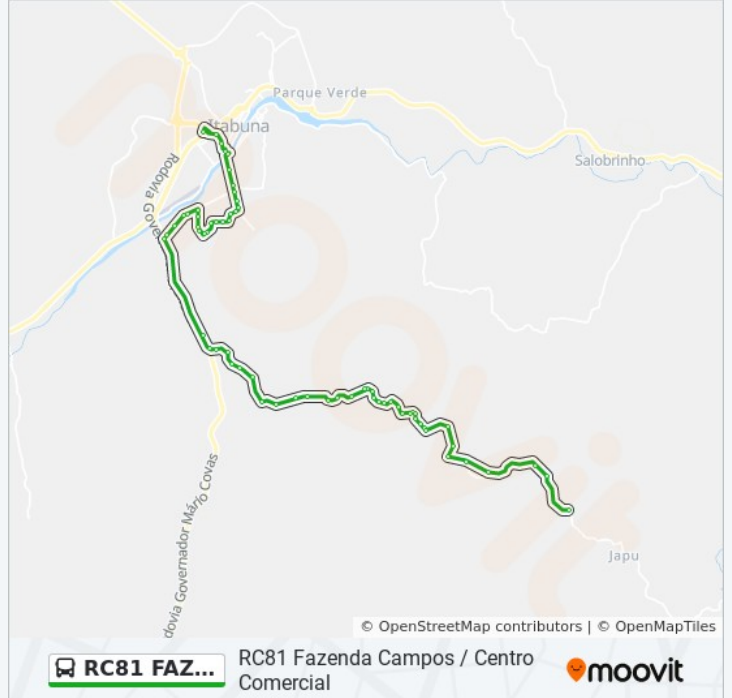 Parque Verde
Itabuna
Salobrinho
Rodovia Gove
dovia Governador Mário Covas
Japu
© OpenStreetMap contributors | © OpenMapTiles
RC81 FAZ...
RC81 Fazenda Campos / Centro
Comercial
moovit
moovit